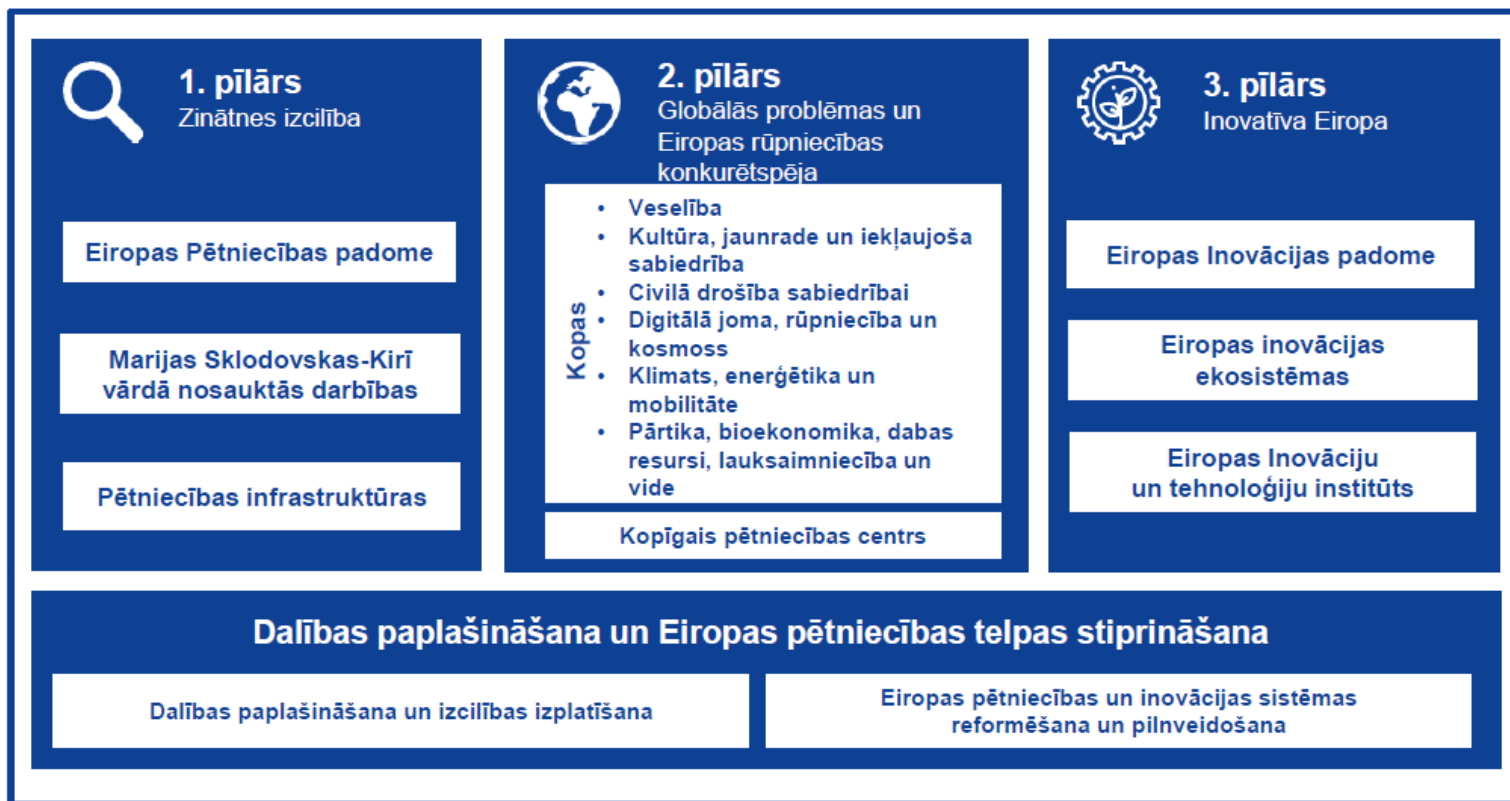 1. pīlārs
Zinātnes izcilība
Eiropas Pētniecības padome
Marijas Sklodovskas-Kirī
vārdā nosauktās darbības
Pētniecības infrastruktūras
2. pīlārs
Globālās problēmas un
Eiropas rūpniecības
konkurētspēja
Kopas
• Veselība
• Kultūra, jaunrade un iekļaujoša
sabiedrība
• Civilā drošība sabiedrībai
• Digitālā joma, rūpniecība un
kosmoss
• Klimats, enerģētika un
mobilitāte
• Pārtika, bioekonomika, dabas
resursi, lauksaimniecība un
vide
Kopīgais pētniecības centrs
3. pīlārs
Inovatīva Eiropa
Eiropas Inovācijas padome
Eiropas inovācijas
ekosistēmas
Eiropas Inovāciju
un tehnoloģiju institūts
Dalības paplašināšana un Eiropas pētniecības telpas stiprināšana
Dalības paplašināšana un izcilības izplatīšana
Eiropas pētniecības un inovācijas sistēmas
reformēšana un pilnveidošana